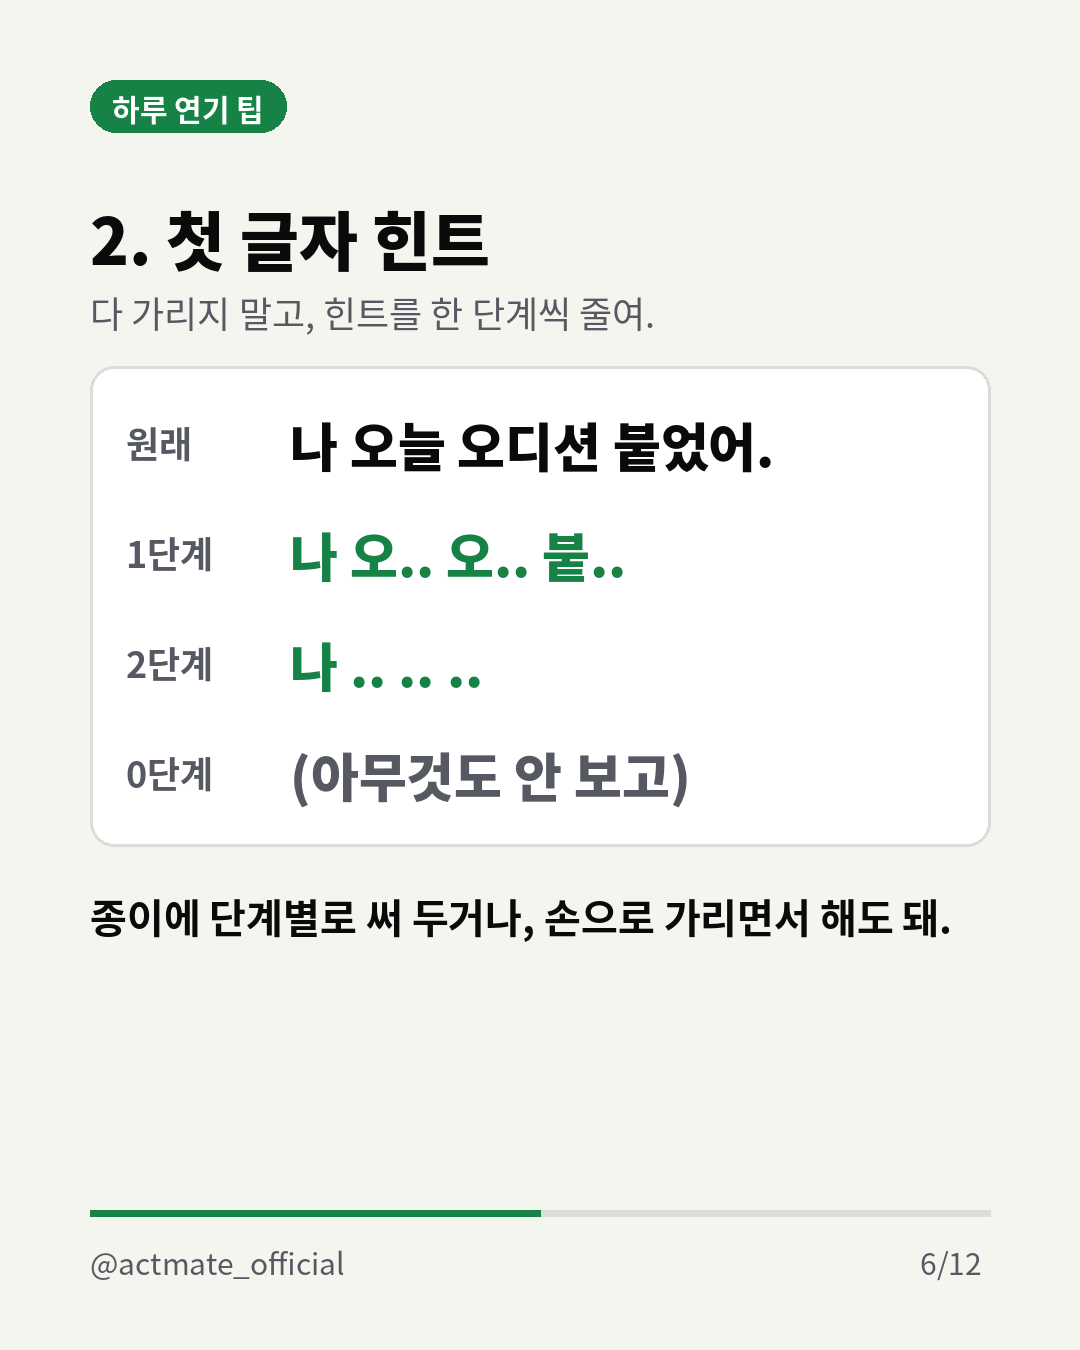 하루 연기 팁
2. 첫 글자 힌트
다 가리지 말고, 힌트를 한 단계씩 줄여.
원래 나 오늘 오디션 붙었어.
1단계 나 오.. 오.. 붙..
2단계 나 .. .. ..
0단계 (아무것도 안 보고)
종이에 단계별로 써 두거나, 손으로 가리면서 해도 돼.
@actmate_official 6/12